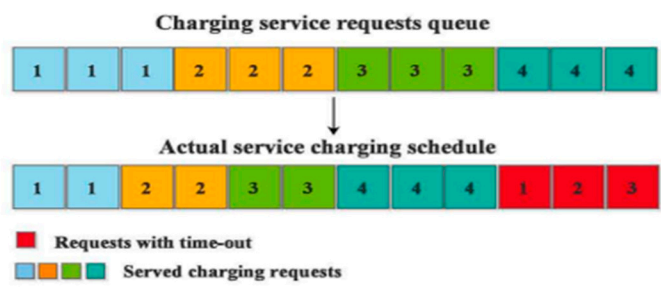 Charging service requests queue
1 1 1 2 2 2 3 3 3 4 4 4
Actual service charging schedule
1 1 2 2 3 3 4 4 4 1 2 3
Requests with time-out
Served charging requests